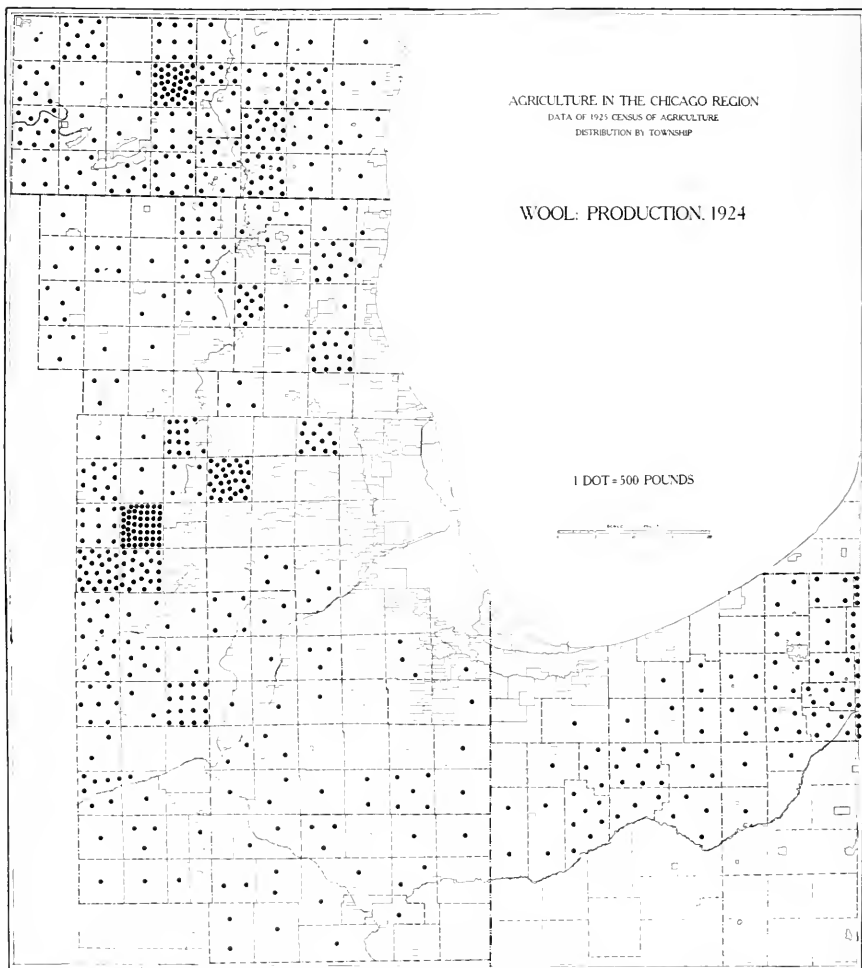 AGRICULTURE IN THE CHICAGO REGION
DATA OF 1925 CENSUS OF AGRICULTURE
DISTRIBUTION BY TOWNSHIP
WOOL: PRODUCTION, 1924
1 DOT = 500 POUNDS
SCALE